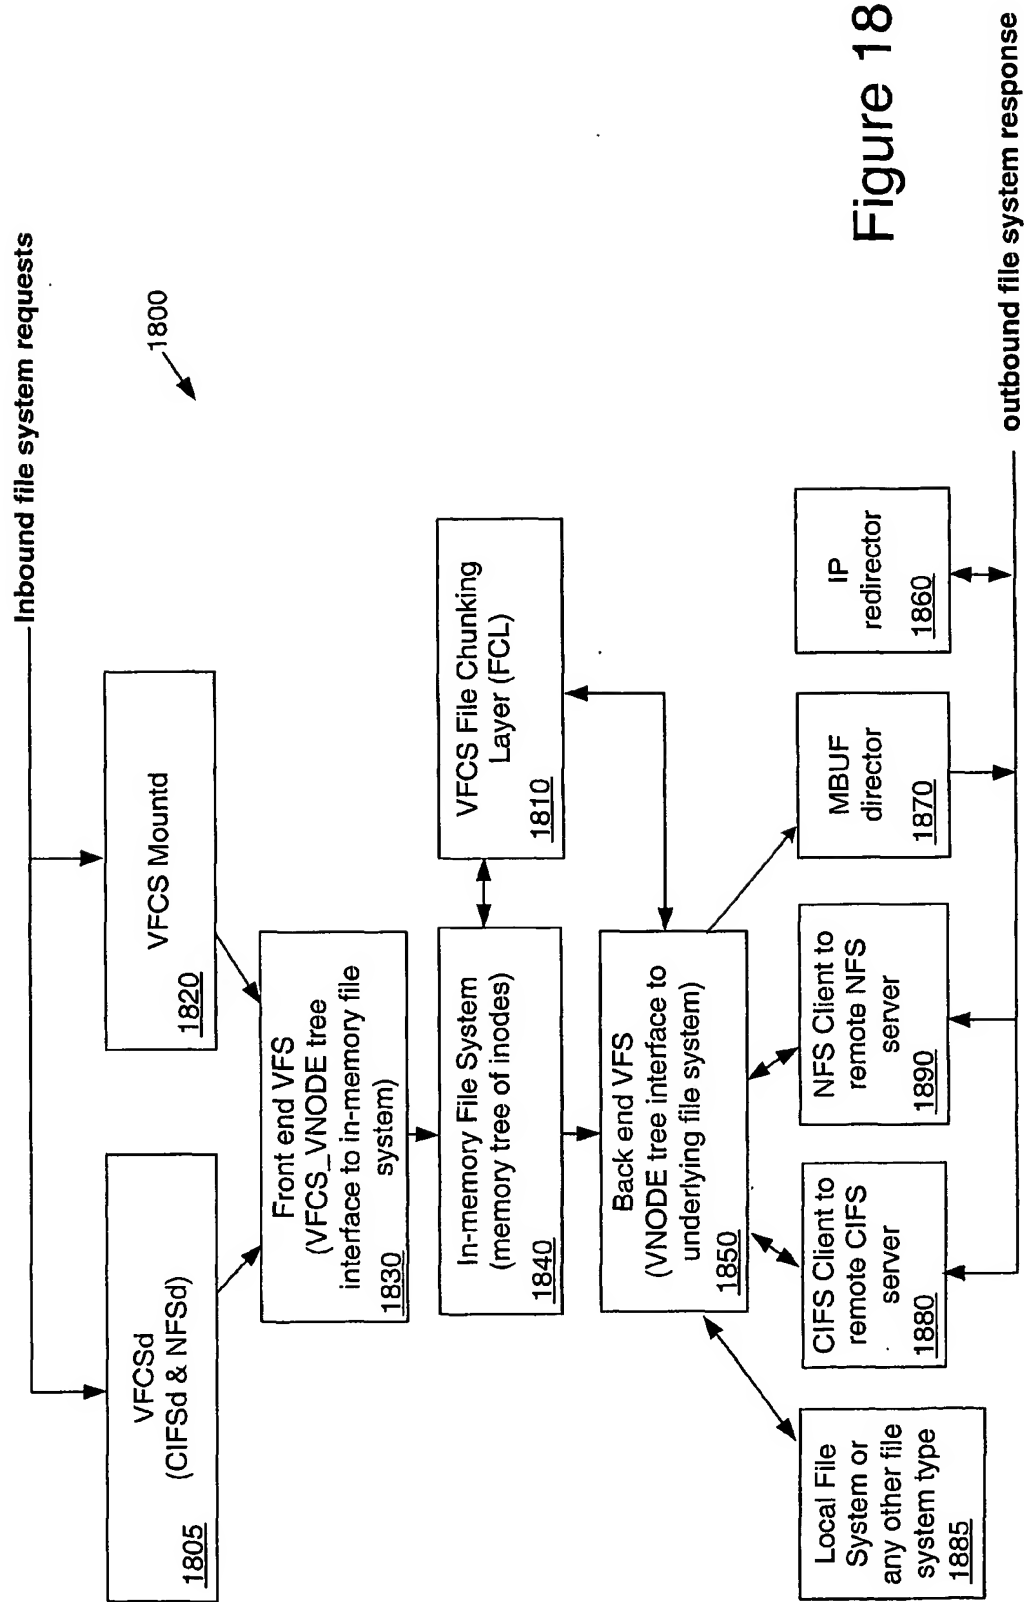 Inbound file system requests
1800
VFCSd
(CIFSd & NFSd)
1805
VFCS Mountd
1820
Front end VFS
(VFCS_VNODE tree
interface to in-memory file
system)
1830
In-memory File System
(memory tree of inodes)
1840
VFCS File Chunking
Layer (FCL)
1810
Back end VFS
(VNODE tree interface to
underlying file system)
1850
Local File
System or
any other file
system type
1885
CIFS Client to
remote CIFS
server
1880
NFS Client to
remote NFS
server
1890
MBUF
director
1870
IP
redirector
1860
outbound file system response
Figure 18